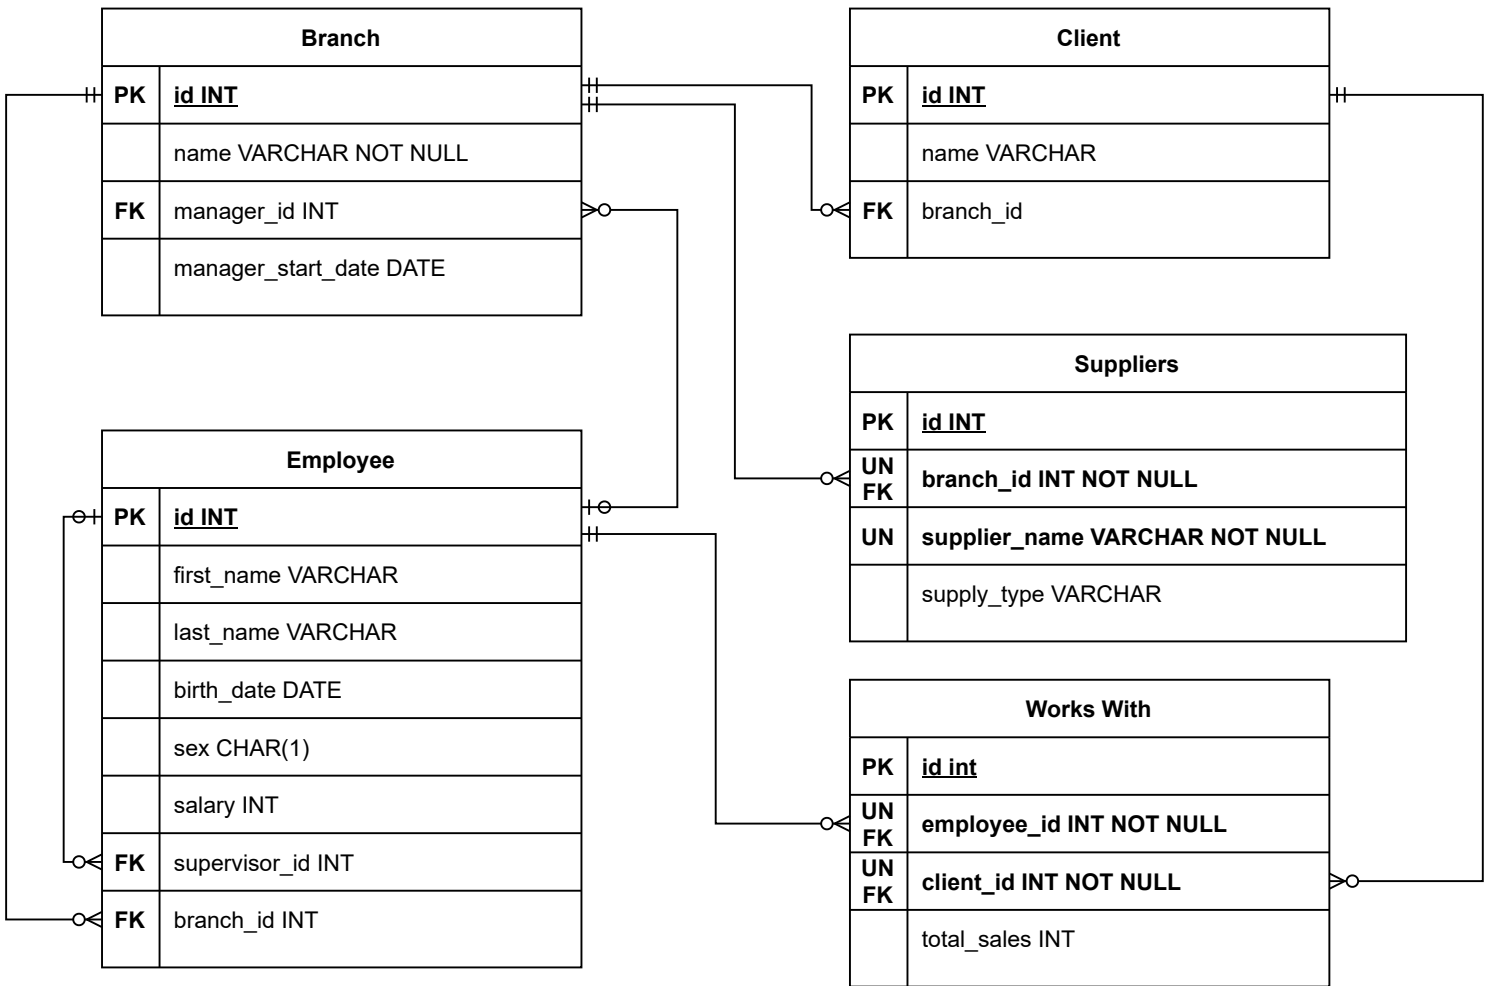 Branch
PK id INT
name VARCHAR NOT NULL
FK manager_id INT
manager_start_date DATE
Client
PK id INT
name VARCHAR
FK branch_id
Suppliers
PK id INT
UN
FK branch_id INT NOT NULL
UN supplier_name VARCHAR NOT NULL
supply_type VARCHAR
Employee
PK id INT
first_name VARCHAR
last_name VARCHAR
birth_date DATE
sex CHAR(1)
salary INT
FK supervisor_id INT
FK branch_id INT
Works With
PK id int
UN
FK employee_id INT NOT NULL
UN
FK client_id INT NOT NULL
total_sales INT